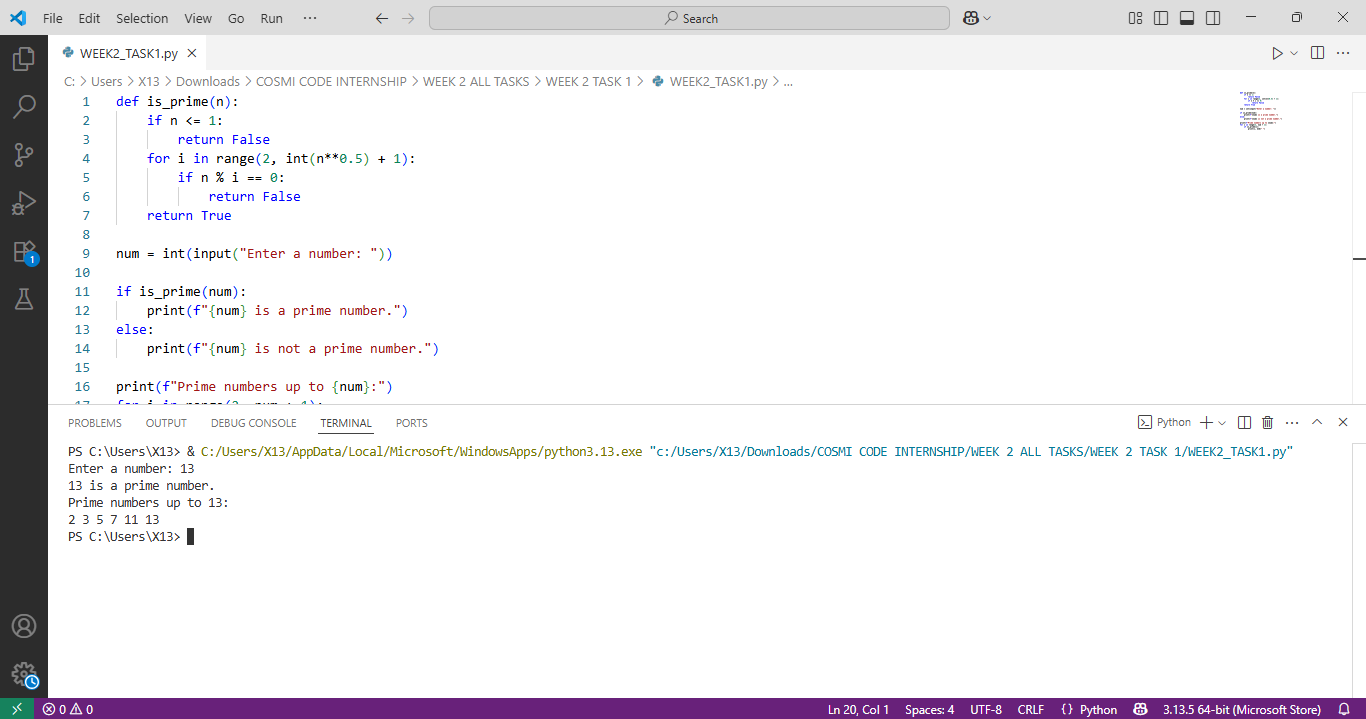 File Edit Selection View Go Run ···
Search
WEEK2_TASK1.py
C: > Users > X13 > Downloads > COSMI CODE INTERNSHIP > WEEK 2 ALL TASKS > WEEK 2 TASK 1 > WEEK2_TASK1.py > ...
1 def is_prime(n):
2     if n <= 1:
3         return False
4     for i in range(2, int(n**0.5) + 1):
5         if n % i == 0:
6             return False
7     return True
8
9 num = int(input("Enter a number: "))
10
11 if is_prime(num):
12     print(f"{num} is a prime number.")
13 else:
14     print(f"{num} is not a prime number.")
15
16 print(f"Prime numbers up to {num}:")
17 for i in range(2, num + 1):
1
PROBLEMS OUTPUT DEBUG CONSOLE TERMINAL PORTS
Python
PS C:\Users\X13> & C:/Users/X13/AppData/Local/Microsoft/WindowsApps/python3.13.exe "c:/Users/X13/Downloads/COSMI CODE INTERNSHIP/WEEK 2 ALL TASKS/WEEK 2 TASK 1/WEEK2_TASK1.py"
Enter a number: 13
13 is a prime number.
Prime numbers up to 13:
2 3 5 7 11 13
PS C:\Users\X13>
0 0 Ln 20, Col 1 Spaces: 4 UTF-8 CRLF {} Python 3.13.5 64-bit (Microsoft Store)